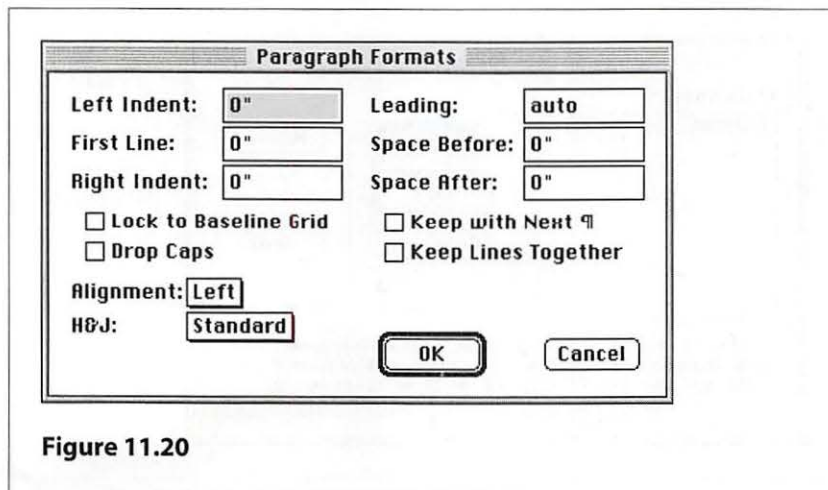 Paragraph Formats
Left Indent: 0" Leading: auto
First Line: 0" Space Before: 0"
Right Indent: 0" Space After: 0"
Lock to Baseline Grid Keep with Next ¶
Drop Caps Keep Lines Together
Alignment: Left
H&J: Standard
OK Cancel
Figure 11.20